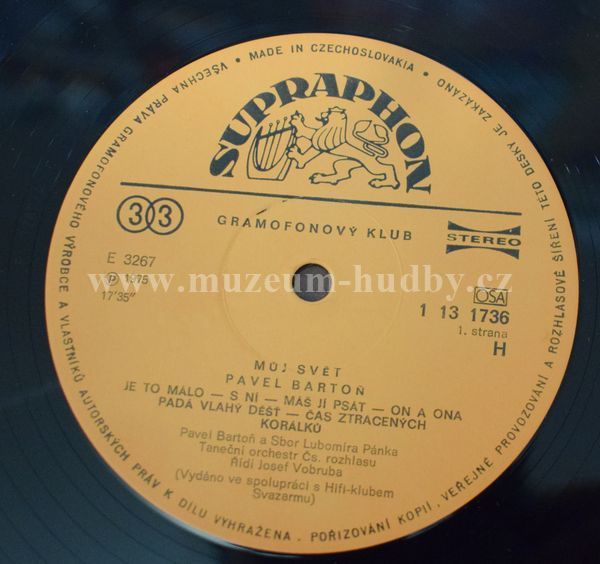 VŠECHNA PRÁVA GRAMOFONOVÉHO VÝROBCE A VLASTNÍKŮ AUTORSKÝCH PRÁV K DÍLU VYHRAŽENA. POŘIZOVÁNÍ KOPIÍ, VEŘEJNÉ PROVOZOVÁNÍ A ROZHLASOVÉ ŠÍŘENÍ TÉTO DESKY JE ZAKÁZÁNO • MADE IN CZECHOSLOVAKIA •
SUPRAPHON
33
GRAMOFONOVÝ KLUB
STEREO
E 3267
℗ 1975
17'35"
www.muzeum-hudby.cz
OSA
1 13 1736
1. strana
H
MŮJ SVĚT
PAVEL BARTOŇ
JE TO MÁLO — S NÍ — MÁŠ JÍ PSÁT — ON A ONA
PADÁ VLAHÝ DÉŠŤ — ČAS ZTRACENÝCH
KORÁLKŮ
Pavel Bartoň a Sbor Lubomíra Pánka
Taneční orchestr Čs. rozhlasu
Řídí Josef Vobruba
(Vydáno ve spolupráci s Hifi-klubem
Svazarmu)